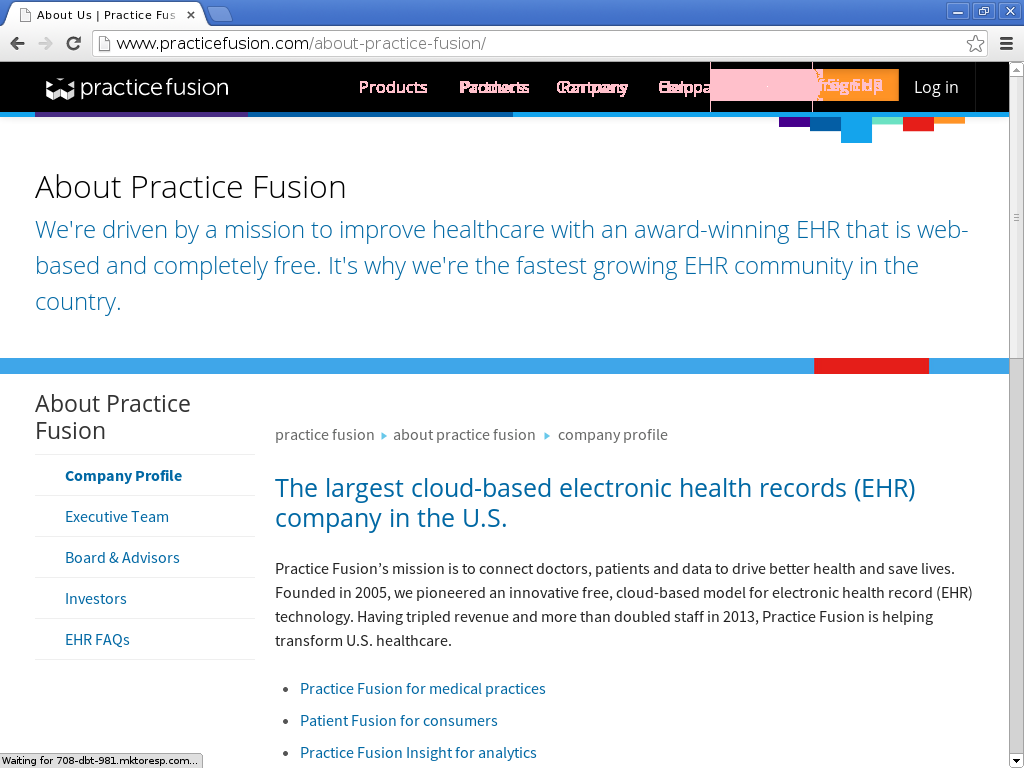 About Us | Practice Fus
www.practicefusion.com/about-practice-fusion/
practice fusion
Products
Log in
About Practice Fusion
We're driven by a mission to improve healthcare with an award-winning EHR that is web-
based and completely free. It's why we're the fastest growing EHR community in the
country.
About Practice
Fusion
Company Profile
Executive Team
Board & Advisors
Investors
EHR FAQs
practice fusion
about practice fusion
company profile
The largest cloud-based electronic health records (EHR)
company in the U.S.
Practice Fusion’s mission is to connect doctors, patients and data to drive better health and save lives.
Founded in 2005, we pioneered an innovative free, cloud-based model for electronic health record (EHR)
technology. Having tripled revenue and more than doubled staff in 2013, Practice Fusion is helping
transform U.S. healthcare.
Practice Fusion for medical practices
Patient Fusion for consumers
Practice Fusion Insight for analytics
Waiting for 708-dbt-981.mktoresp.com...